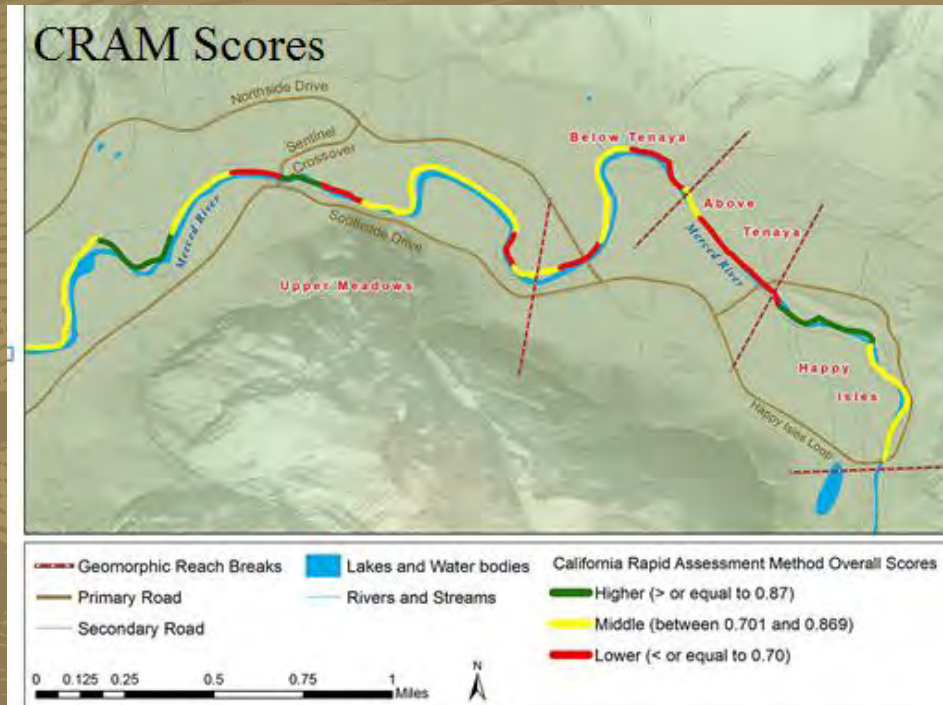 CRAM Scores
Northside Drive
Sentinel
Crossover
Below Tenaya
Above
Tenaya
Merced River
Merced River
Southside Drive
Upper Meadows
Happy
Isles
Happy Isles Loop
Geomorphic Reach Breaks
Primary Road
Secondary Road
Lakes and Water bodies
Rivers and Streams
California Rapid Assessment Method Overall Scores
Higher (> or equal to 0.87)
Middle (between 0.701 and 0.869)
Lower (< or equal to 0.70)
0 0.125 0.25 0.5 0.75 1
Miles
N